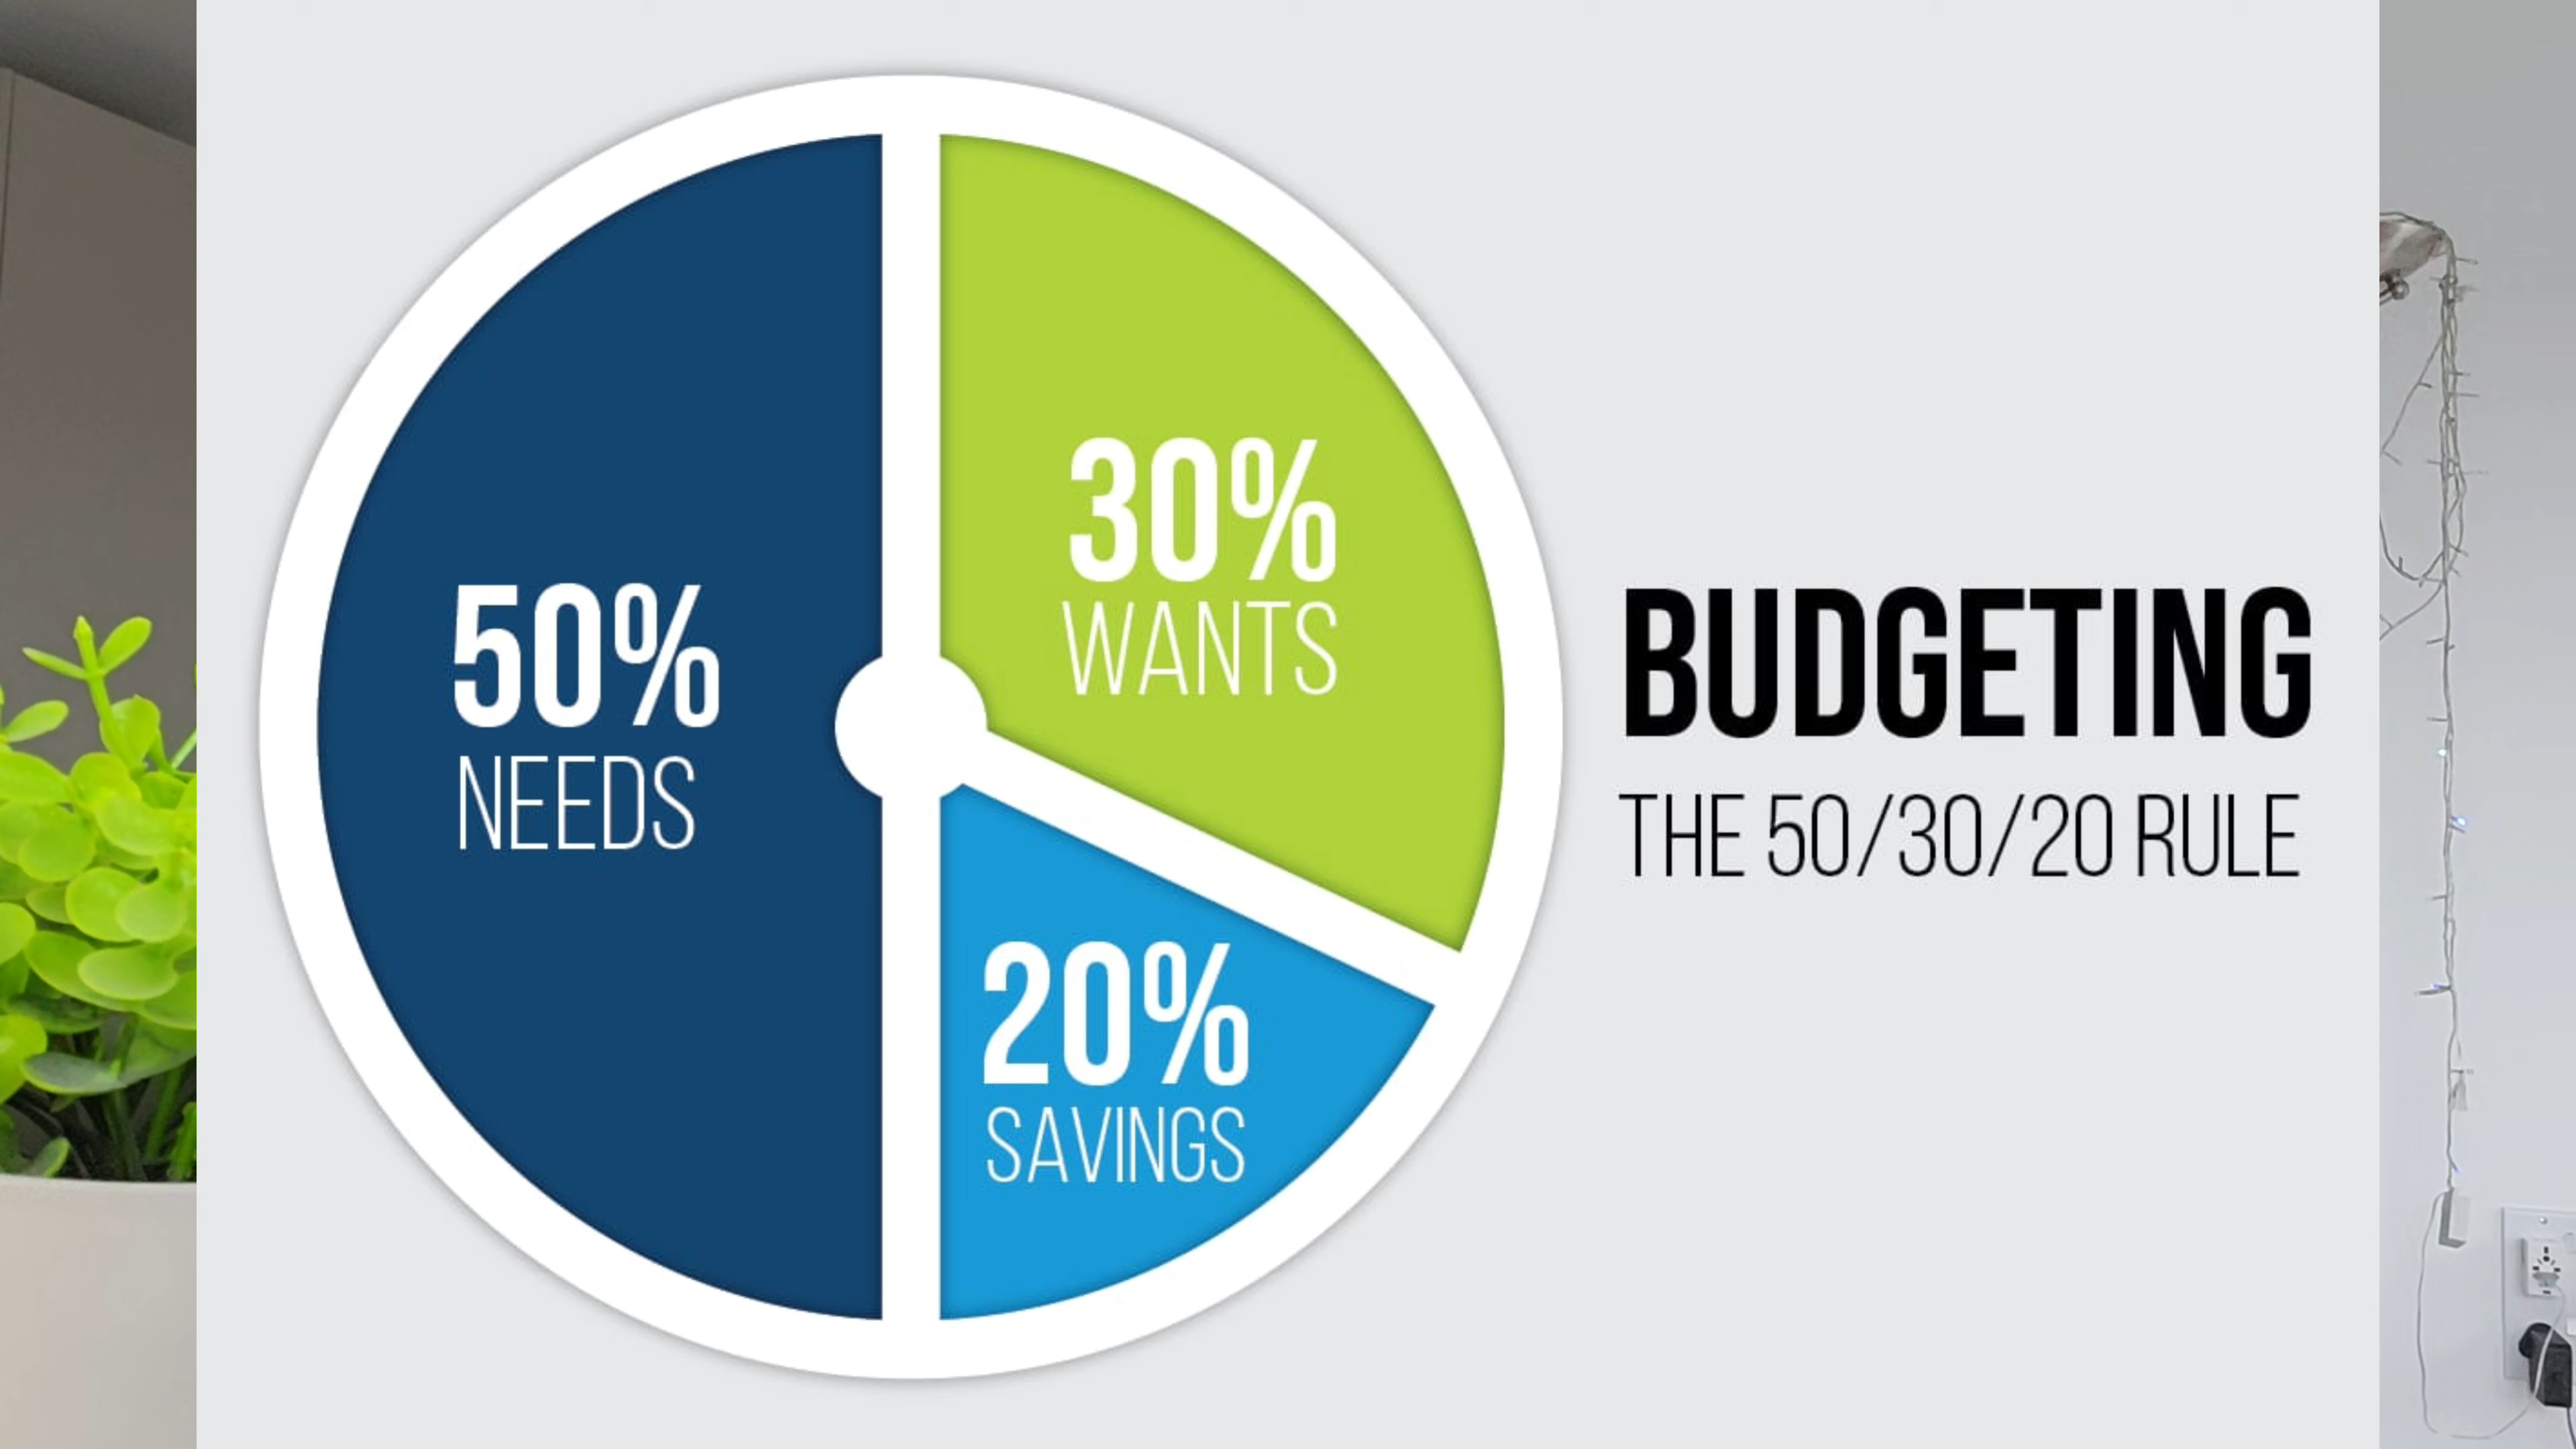 50%
NEEDS
30%
WANTS
20%
SAVINGS
BUDGETING
THE 50/30/20 RULE